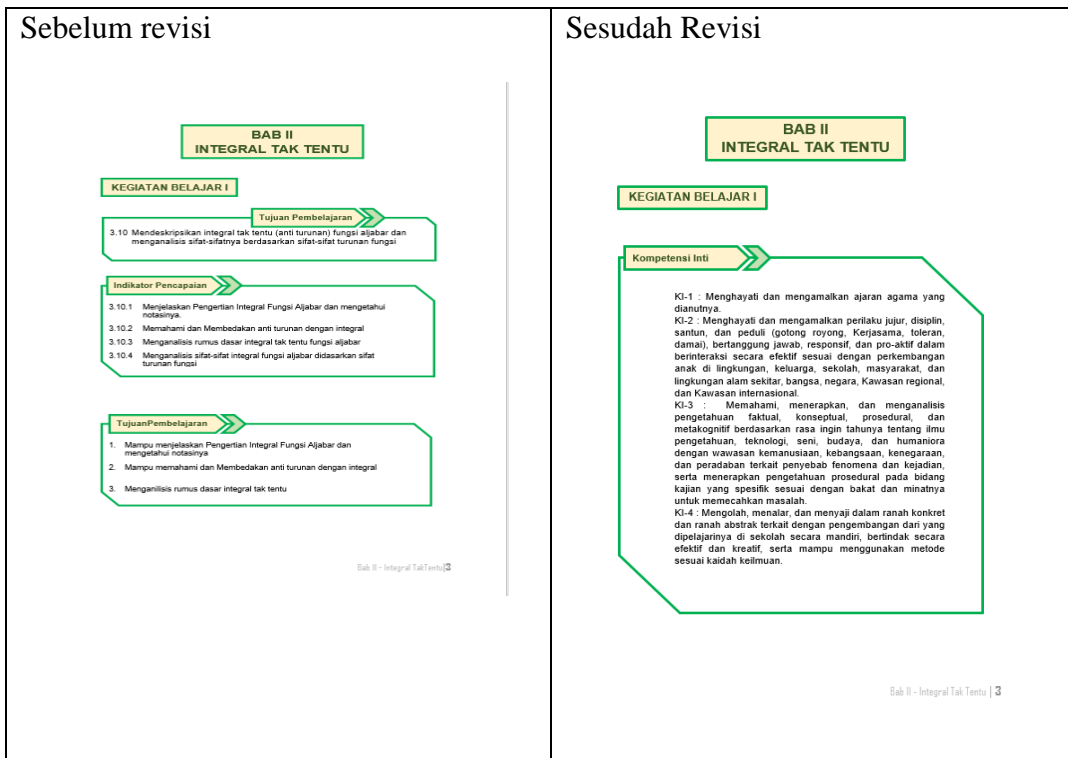 Sebelum revisi
BAB II
INTEGRAL TAK TENTU
KEGIATAN BELAJAR I
Tujuan Pembelajaran
3.10 Mendeskripsikan integral tak tentu (anti turunan) fungsi aljabar dan
menganalisis sifat-sifatnya berdasarkan sifat-sifat turunan fungsi
Indikator Pencapaian
3.10.1 Menjelaskan Pengertian Integral Fungsi Aljabar dan mengetahui
notasinya.
3.10.2 Memahami dan Membedakan anti turunan dengan integral
3.10.3 Menganalisis rumus dasar integral tak tentu fungsi aljabar
3.10.4 Menganalisis sifat-sifat integral fungsi aljabar didasarkan sifat
turunan fungsi
TujuanPembelajaran
1. Mampu menjelaskan Pengertian Integral Fungsi Aljabar dan
mengetahui notasinya
2. Mampu memahami dan Membedakan anti turunan dengan integral
3. Menganilisis rumus dasar integral tak tentu
Bab II - Integral TakTentu|3
Sesudah Revisi
BAB II
INTEGRAL TAK TENTU
KEGIATAN BELAJAR I
Kompetensi Inti
KI-1 : Menghayati dan mengamalkan ajaran agama yang
dianutnya.
KI-2 : Menghayati dan mengamalkan perilaku jujur, disiplin,
santun, dan peduli (gotong royong, Kerjasama, toleran,
damai), bertanggung jawab, responsif, dan pro-aktif dalam
berinteraksi secara efektif sesuai dengan perkembangan
anak di lingkungan, keluarga, sekolah, masyarakat, dan
lingkungan alam sekitar, bangsa, negara, Kawasan regional,
dan Kawasan internasional.
KI-3 : Memahami, menerapkan, dan menganalisis
pengetahuan faktual, konseptual, prosedural, dan
metakognitif berdasarkan rasa ingin tahunya tentang ilmu
pengetahuan, teknologi, seni, budaya, dan humaniora
dengan wawasan kemanusiaan, kebangsaan, kenegaraan,
dan peradaban terkait penyebab fenomena dan kejadian,
serta menerapkan pengetahuan prosedural pada bidang
kajian yang spesifik sesuai dengan bakat dan minatnya
untuk memecahkan masalah.
KI-4 : Mengolah, menalar, dan menyaji dalam ranah konkret
dan ranah abstrak terkait dengan pengembangan dari yang
dipelajarinya di sekolah secara mandiri, bertindak secara
efektif dan kreatif, serta mampu menggunakan metode
sesuai kaidah keilmuan.
Bab II - Integral Tak Tentu | 3